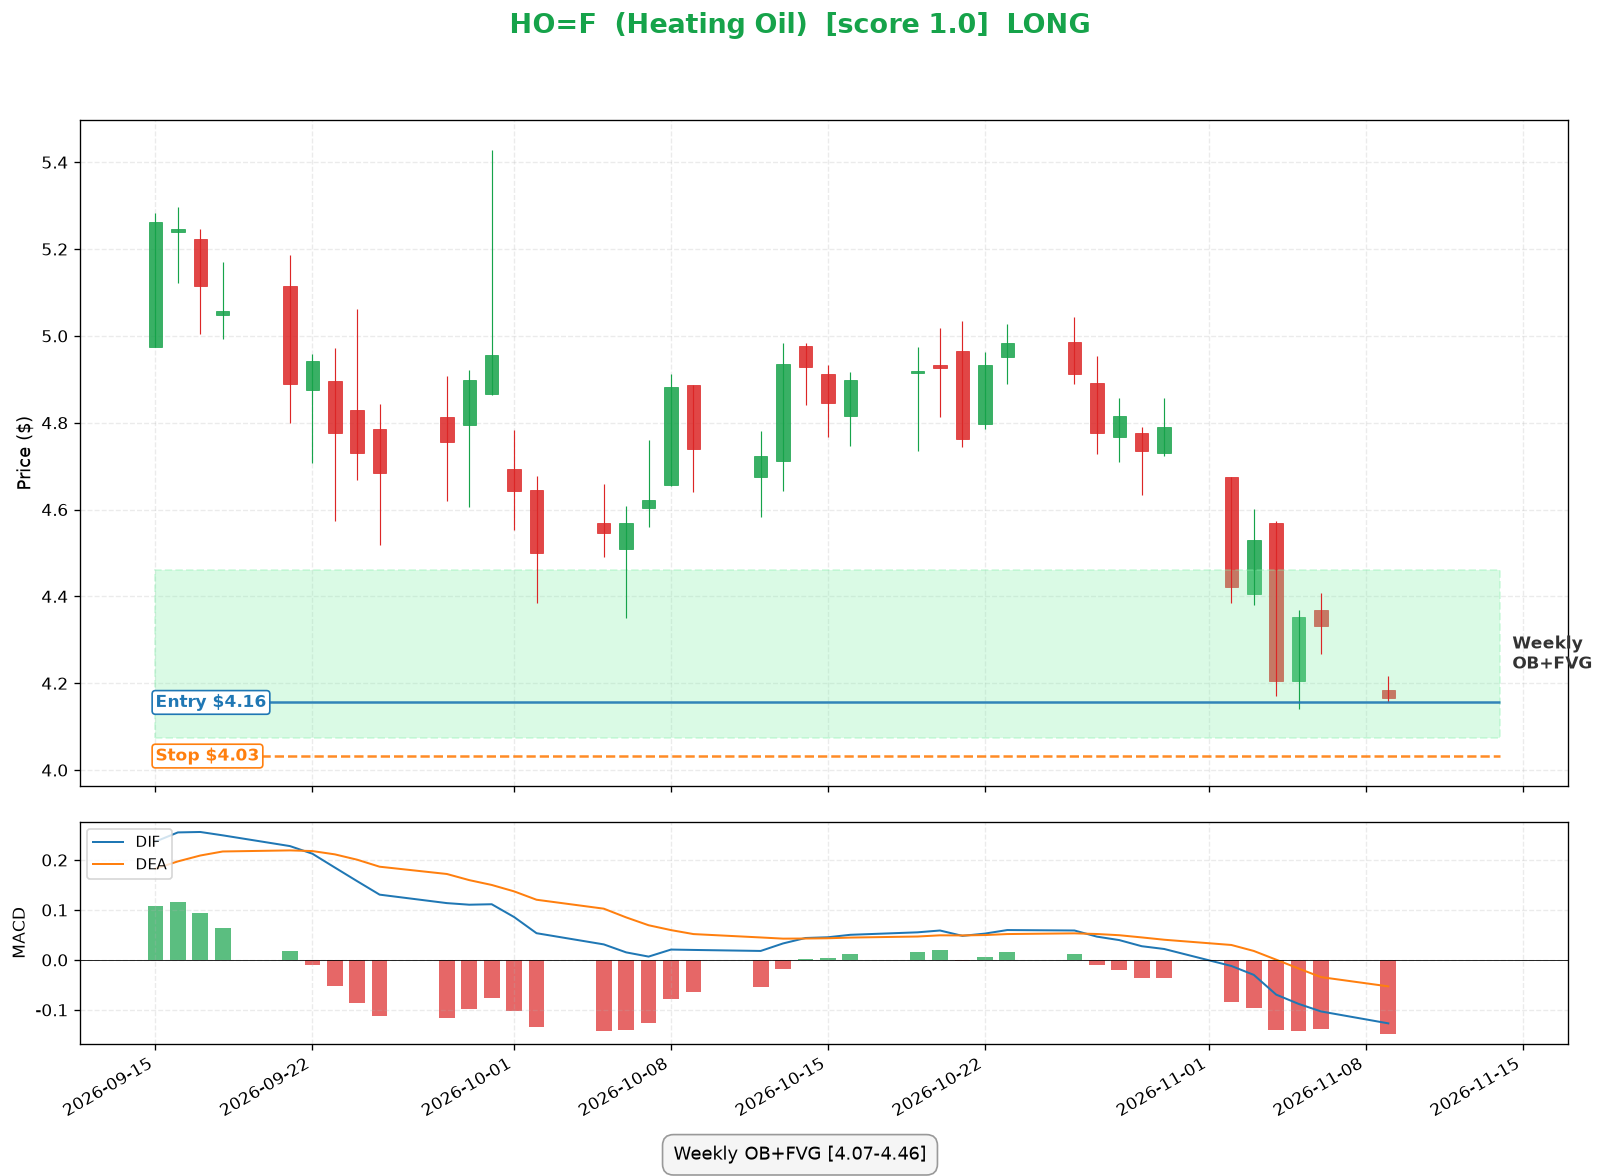 HO=F (Heating Oil) [score 1.0] LONG
Price ($)
5.4
5.2
5.0
4.8
4.6
4.4
4.2
4.0
Weekly
OB+FVG
Entry $4.16
Stop $4.03
MACD
0.2
0.1
0.0
-0.1
DIF
DEA
2026-09-15
2026-09-22
2026-10-01
2026-10-08
2026-10-15
2026-10-22
2026-11-01
2026-11-08
2026-11-15
Weekly OB+FVG [4.07-4.46]